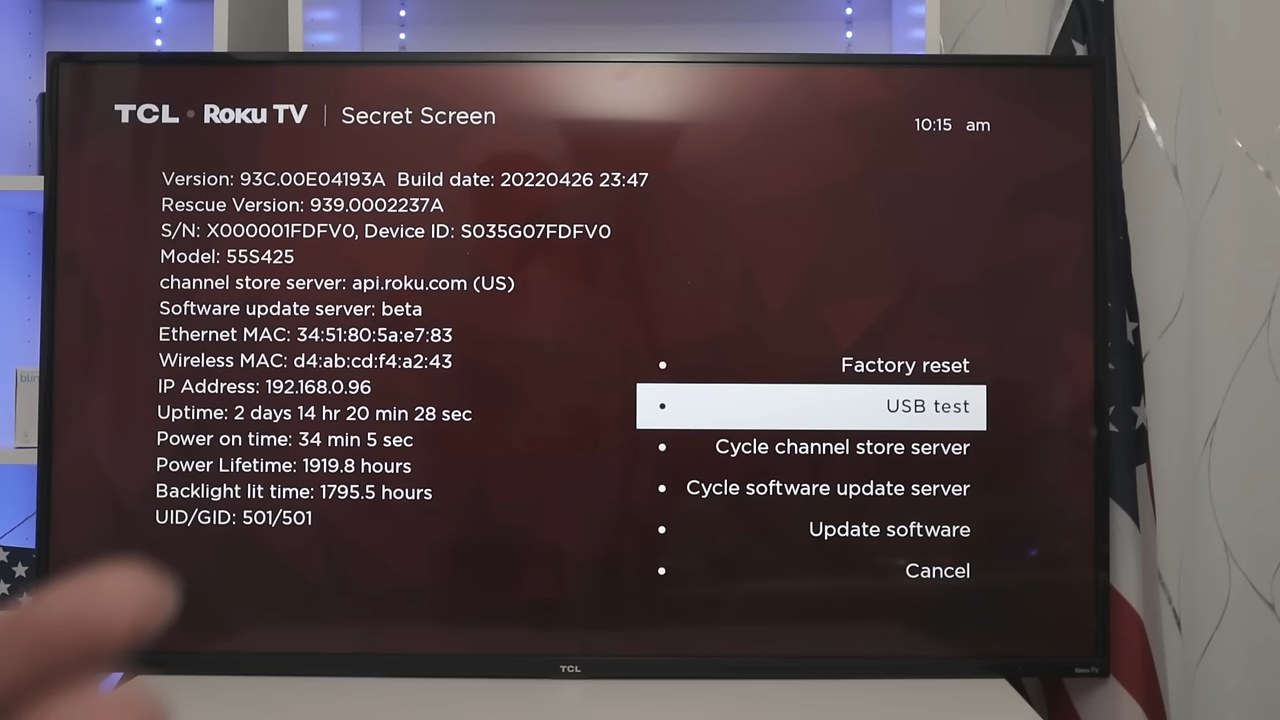 TCL • ROKU TV | Secret Screen
10:15 am
Version: 93C.00E04193A Build date: 20220426 23:47
Rescue Version: 939.0002237A
S/N: X000001FDFV0, Device ID: S035G07FDFV0
Model: 55S425
channel store server: api.roku.com (US)
Software update server: beta
Ethernet MAC: 34:51:80:5a:e7:83
Wireless MAC: d4:ab:cd:f4:a2:43
IP Address: 192.168.0.96
Uptime: 2 days 14 hr 20 min 28 sec
Power on time: 34 min 5 sec
Power Lifetime: 1919.8 hours
Backlight lit time: 1795.5 hours
UID/GID: 501/501
• Factory reset
• USB test
• Cycle channel store server
• Cycle software update server
• Update software
• Cancel
TCL
Roku TV